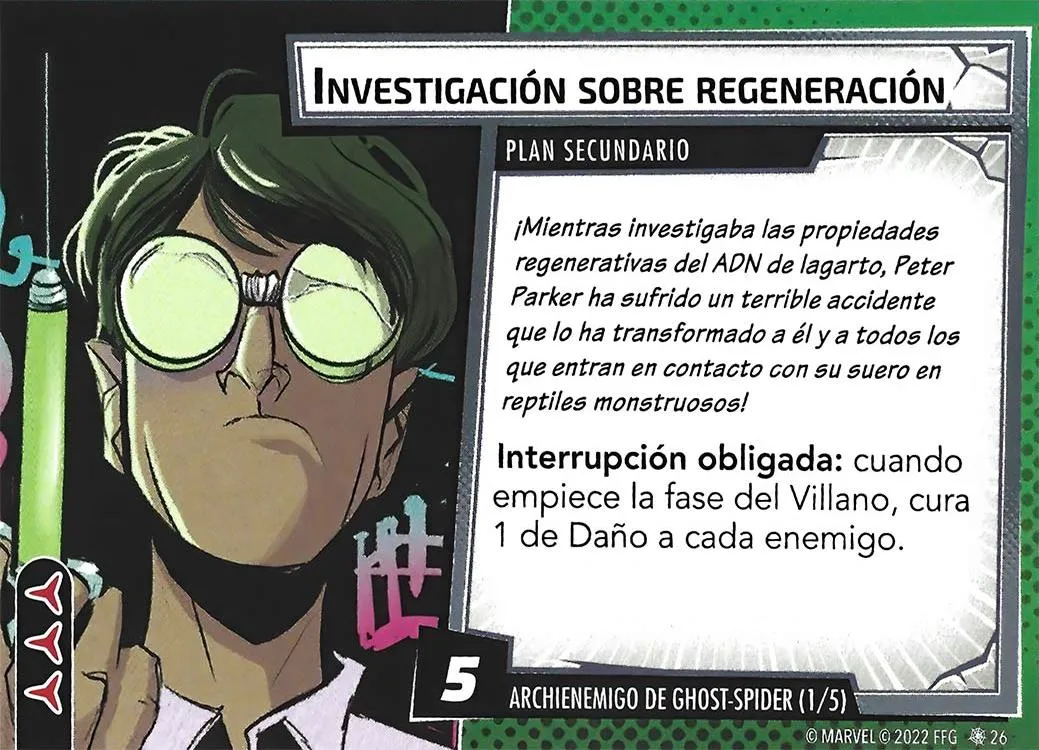 INVESTIGACIÓN SOBRE REGENERACIÓN
PLAN SECUNDARIO
¡Mientras investigaba las propiedades
regenerativas del ADN de lagarto, Peter
Parker ha sufrido un terrible accidente
que lo ha transformado a él y a todos los
que entran en contacto con su suero en
reptiles monstruosos!
Interrupción obligada: cuando
empiece la fase del Villano, cura
1 de Daño a cada enemigo.
5
ARCHIENEMIGO DE GHOST-SPIDER (1/5)
© MARVEL © 2022 FFG 26